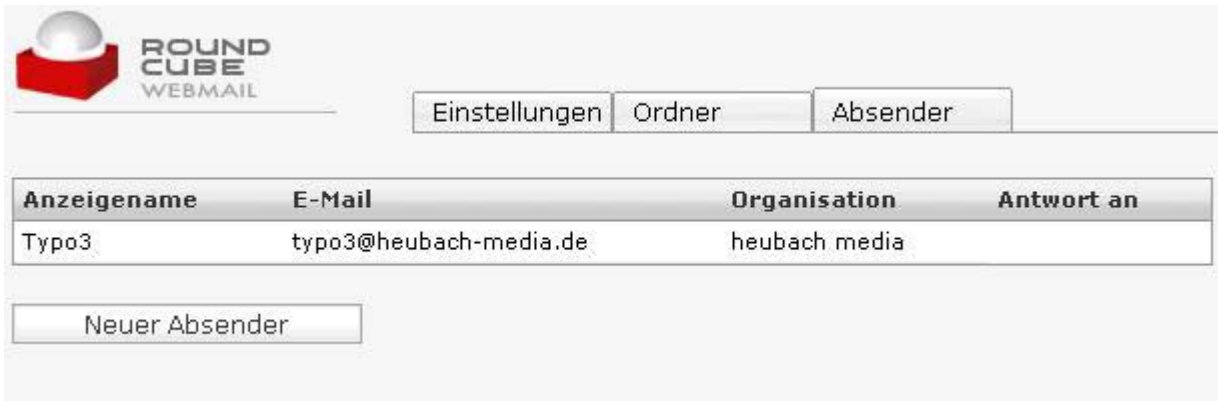 ROUND
CUBE
WEBMAIL
Einstellungen Ordner Absender
Anzeigename E-Mail Organisation Antwort an
Typo3 typo3@heubach-media.de heubach media
Neuer Absender